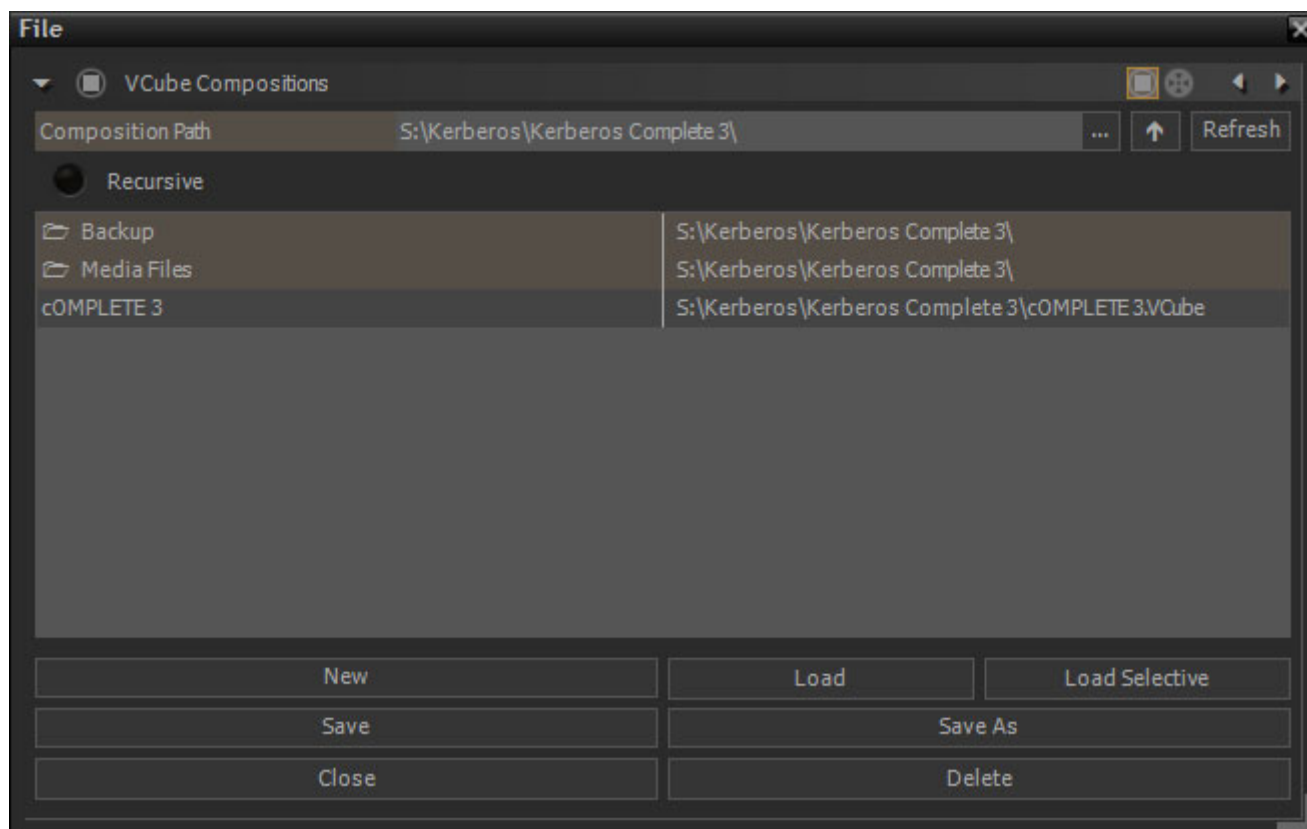 File
VCube Compositions
Composition Path S:\Kerberos\Kerberos Complete 3\ ... Refresh
Recursive
Backup S:\Kerberos\Kerberos Complete 3\
Media Files S:\Kerberos\Kerberos Complete 3\
cOMPLETE 3 S:\Kerberos\Kerberos Complete 3\cOMPLETE 3.VCube
New Load Load Selective
Save Save As
Close Delete